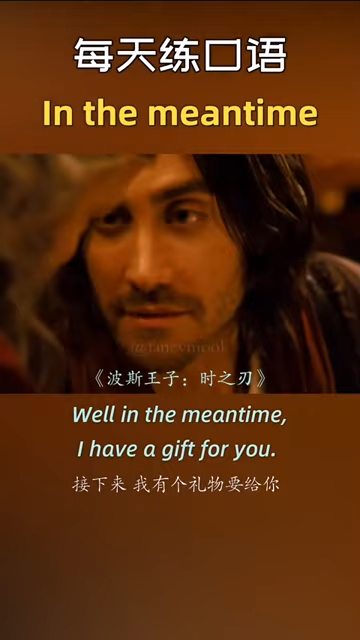 每天练口语
In the meantime
《波斯王子：时之刃》
Well in the meantime,
I have a gift for you.
接下来 我有个礼物要给你